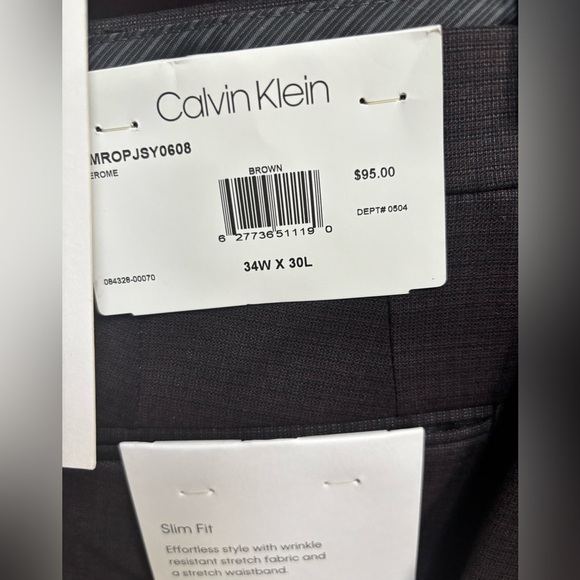 Calvin Klein
MROPJSY0608
EROME
BROWN
$95.00
6 27736 51119 0
DEPT# 0504
34W X 30L
084328-00070
Slim Fit
Effortless style with wrinkle
resistant stretch fabric and
a stretch waistband.